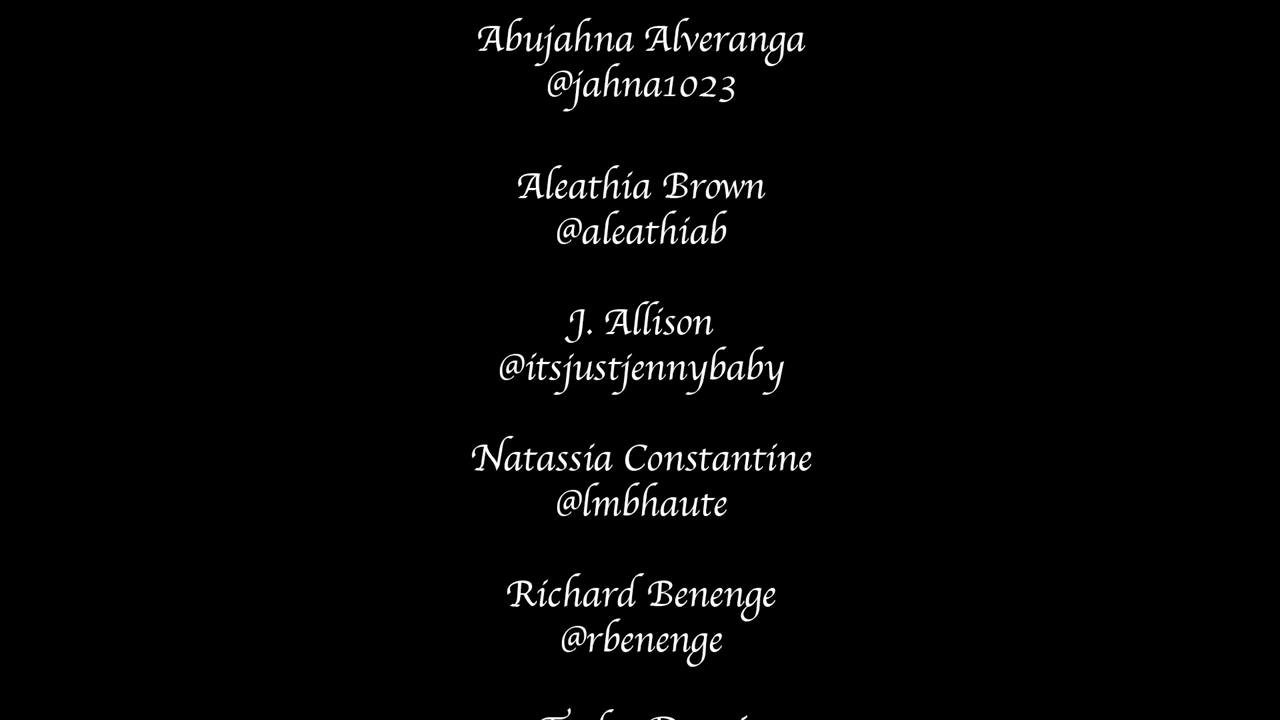 Abujahna Alveranga
@jahna1023
Aleathia Brown
@aleathiab
J. Allison
@itsjustjennybaby
Natassia Constantine
@lmbhaute
Richard Benenge
@rbenenge